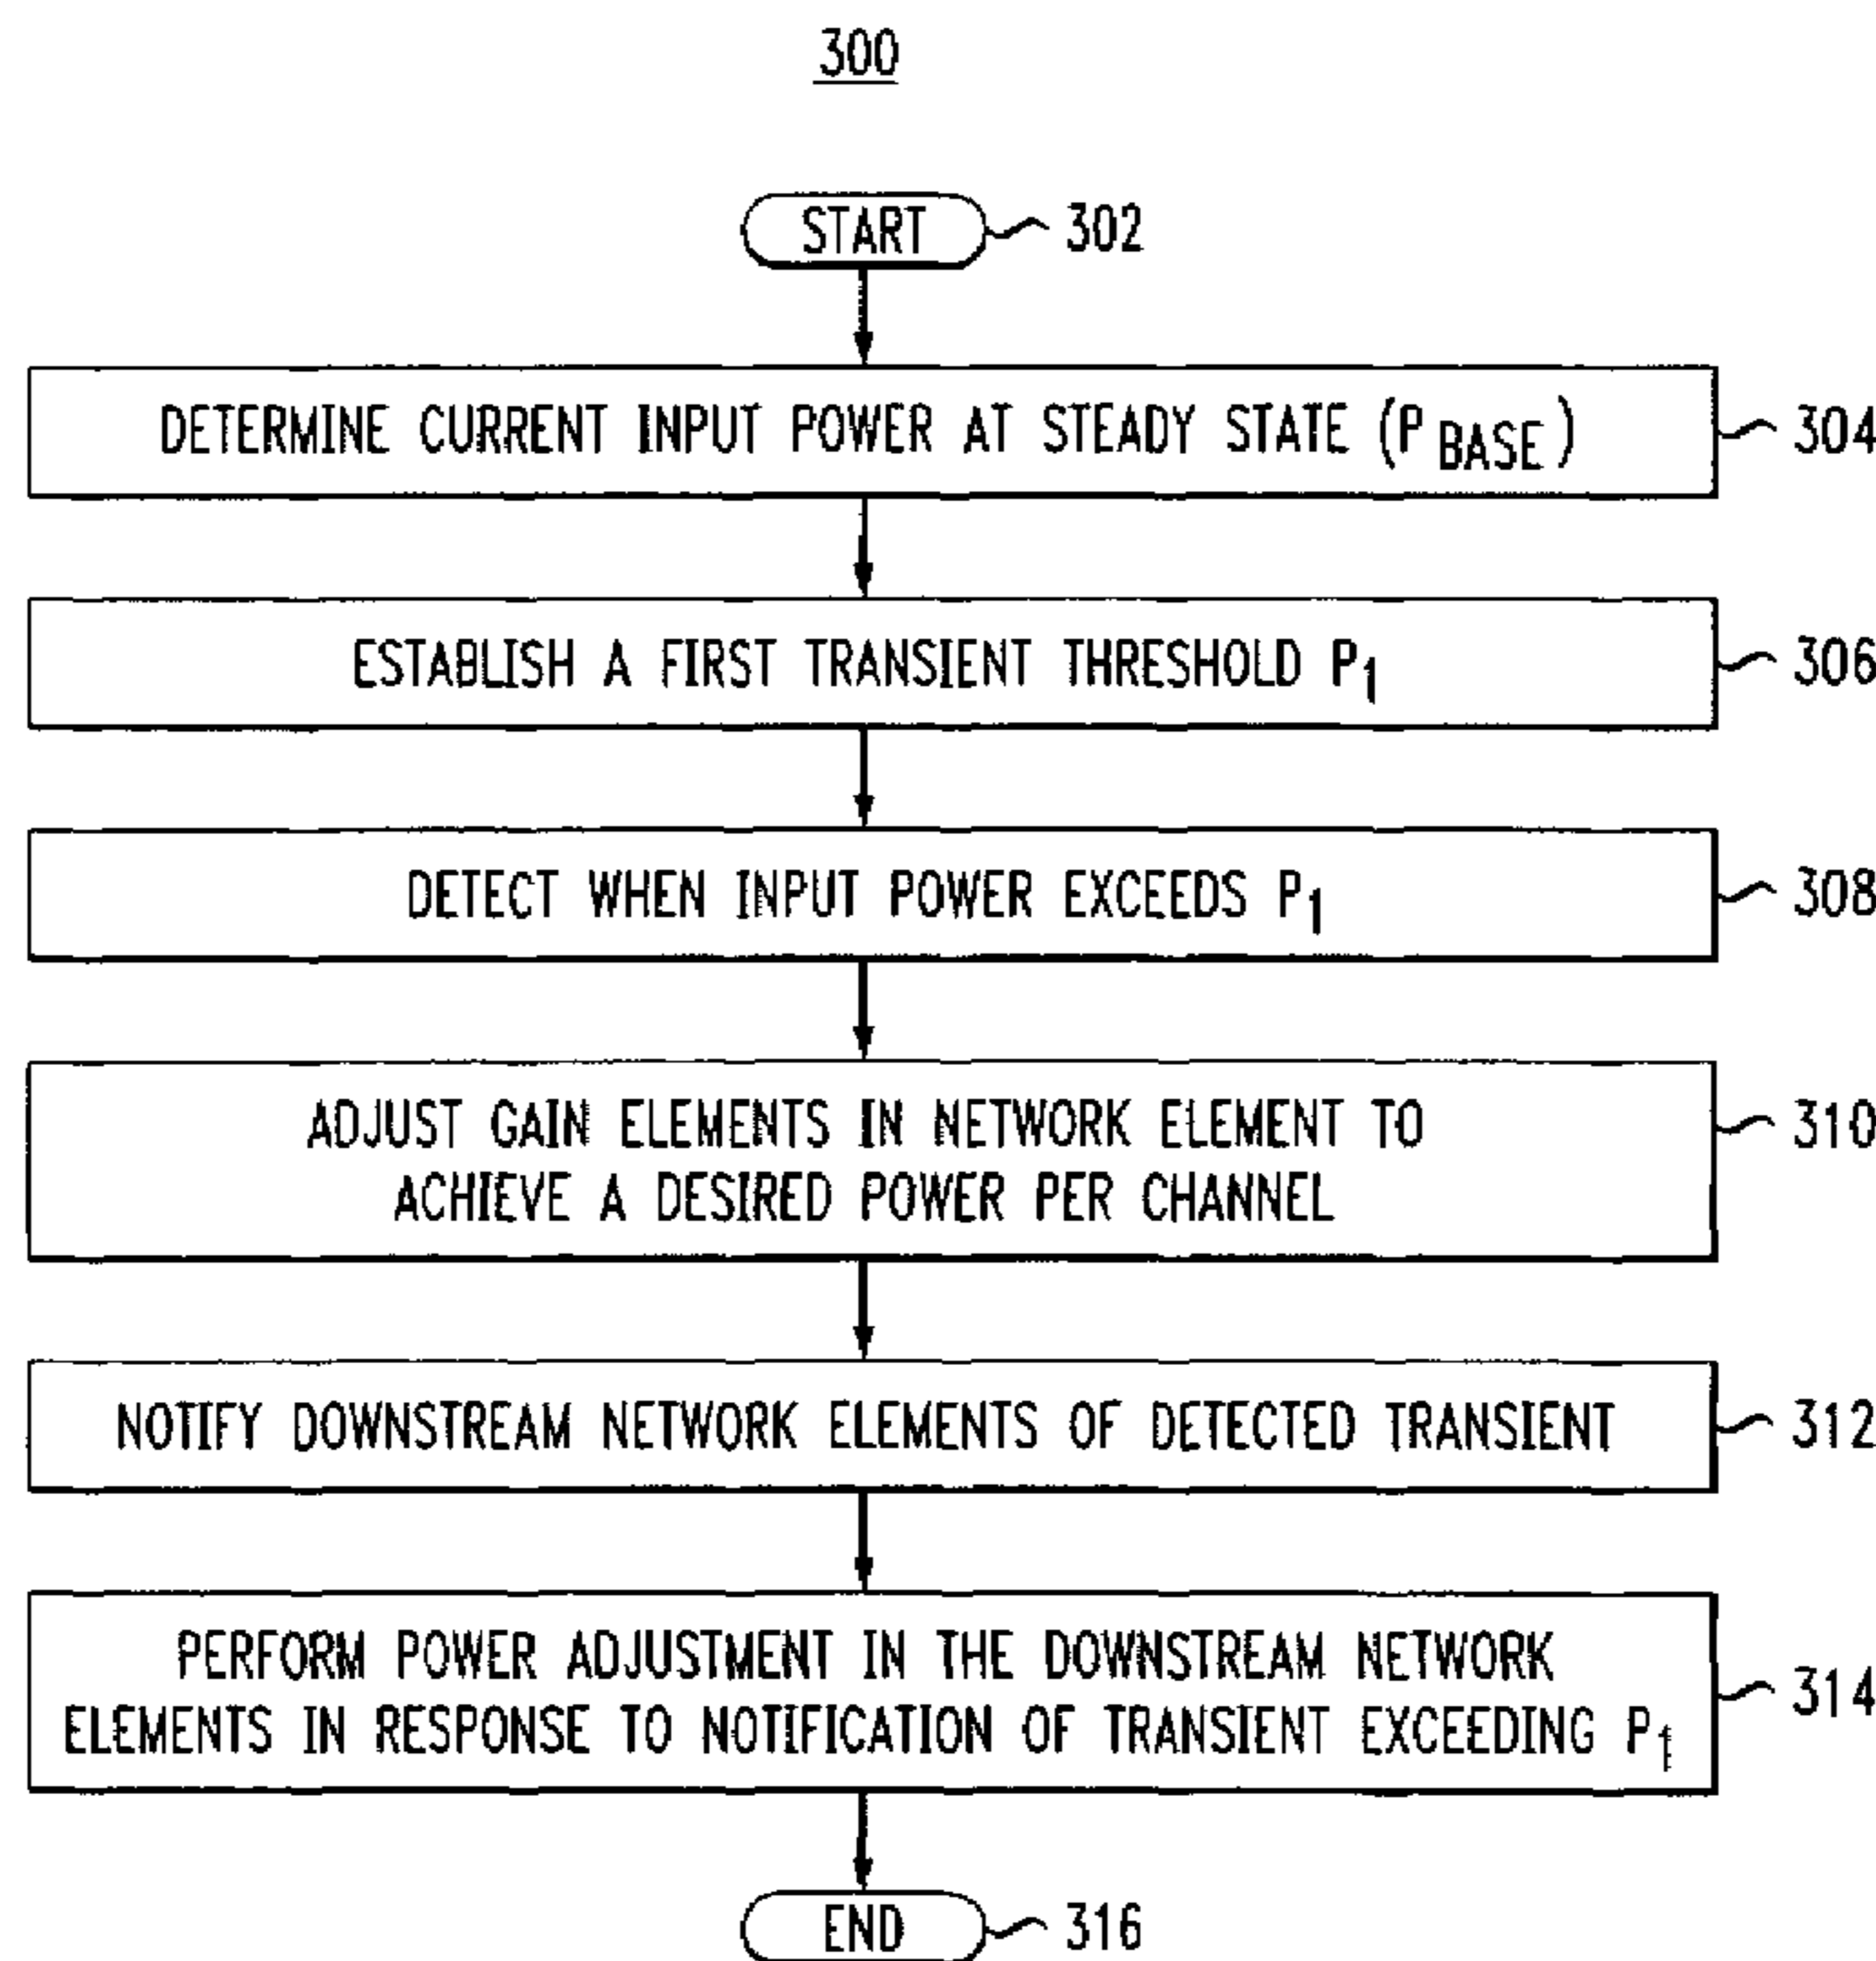 300
START 302
DETERMINE CURRENT INPUT POWER AT STEADY STATE (P BASE) 304
ESTABLISH A FIRST TRANSIENT THRESHOLD P1 306
DETECT WHEN INPUT POWER EXCEEDS P1 308
ADJUST GAIN ELEMENTS IN NETWORK ELEMENT TO
ACHIEVE A DESIRED POWER PER CHANNEL
310
NOTIFY DOWNSTREAM NETWORK ELEMENTS OF DETECTED TRANSIENT 312
PERFORM POWER ADJUSTMENT IN THE DOWNSTREAM NETWORK
ELEMENTS IN RESPONSE TO NOTIFICATION OF TRANSIENT EXCEEDING P1
314
END 316